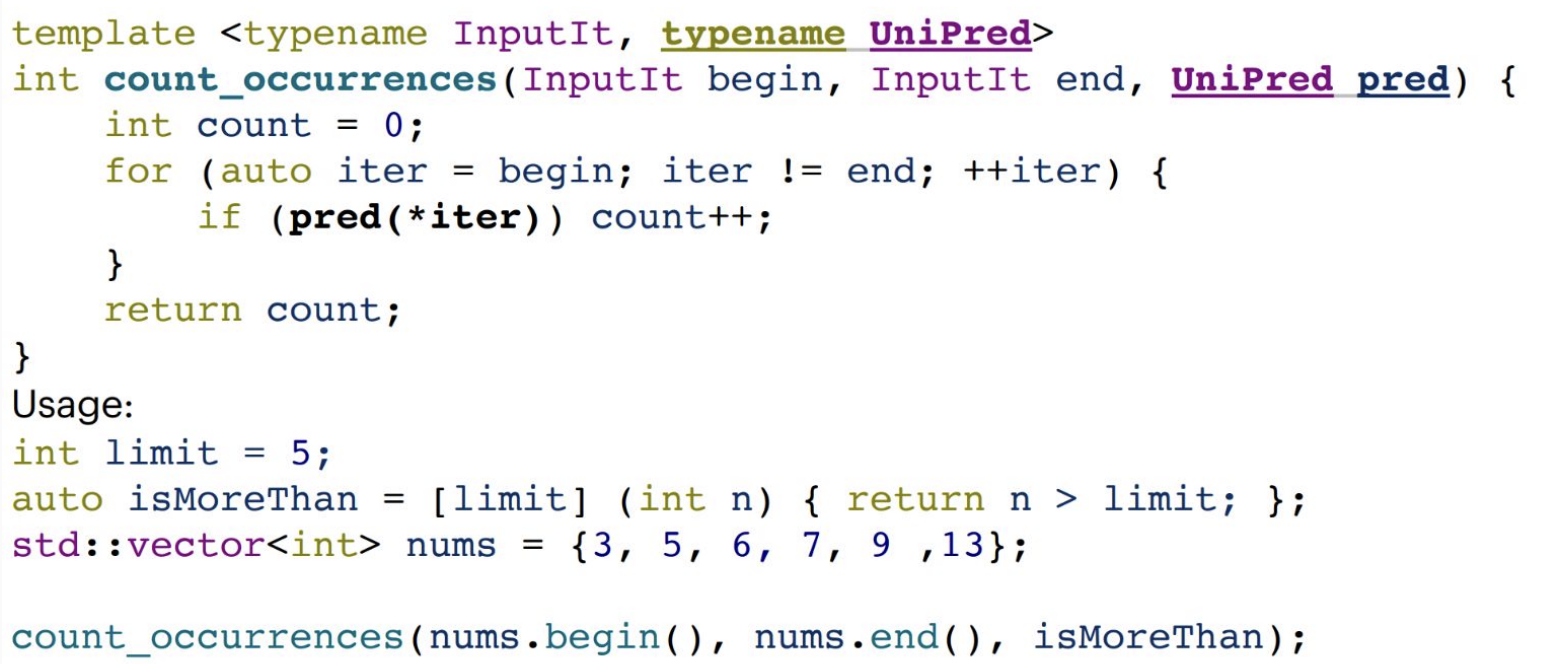 template <typename InputIt, typename UniPred>
int count_occurrences(InputIt begin, InputIt end, UniPred pred) {
    int count = 0;
    for (auto iter = begin; iter != end; ++iter) {
        if (pred(*iter)) count++;
    }
    return count;
}
Usage:
int limit = 5;
auto isMoreThan = [limit] (int n) { return n > limit; };
std::vector<int> nums = {3, 5, 6, 7, 9 ,13};
count_occurrences(nums.begin(), nums.end(), isMoreThan);